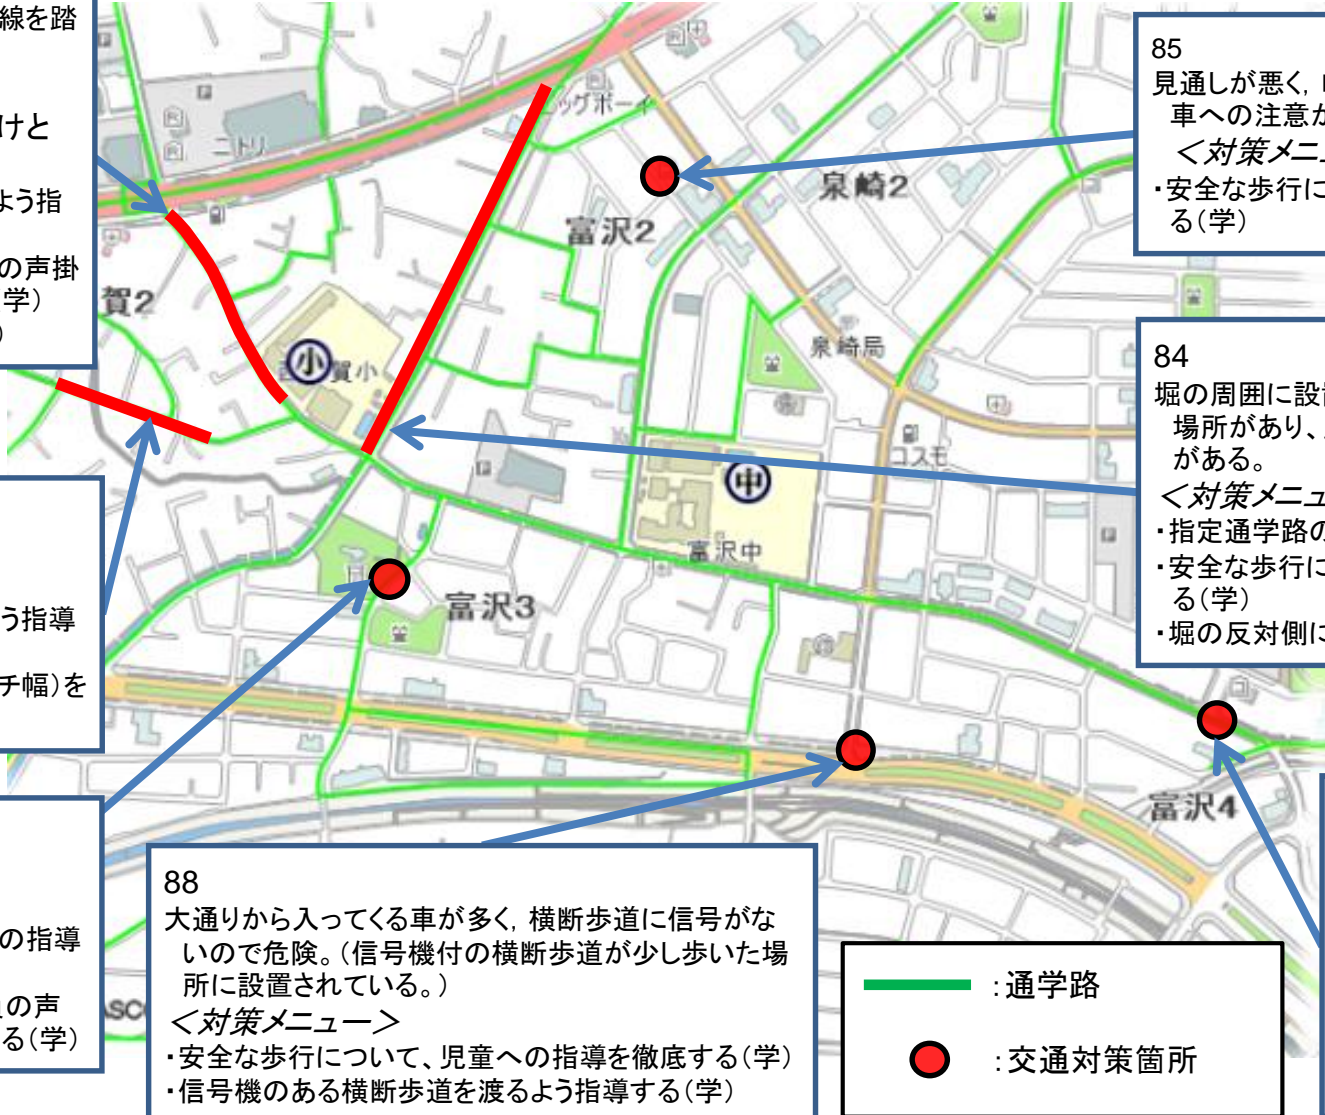 線を踏
けと
よう指
の声掛
学）
）
う指導
チ幅）を
の指導
の声
る（学）
85
見通しが悪く，
車への注意が
＜対策メニュ
・安全な歩行に
る（学）
84
堀の周囲に設
場所があり、
がある。
＜対策メニュ
・指定通学路の
・安全な歩行に
る（学）
・堀の反対側に
88
大通りから入ってくる車が多く，横断歩道に信号がな
いので危険。（信号機付の横断歩道が少し歩いた場
所に設置されている。）
＜対策メニュー＞
・安全な歩行について、児童への指導を徹底する（学）
・信号機のある横断歩道を渡るよう指導する（学）
：通学路
：交通対策箇所
ニトリ
ッグボーイ
泉崎2
富沢2
賀2
小
賀小
泉崎局
コスモ
中
富沢中
富沢3
富沢4